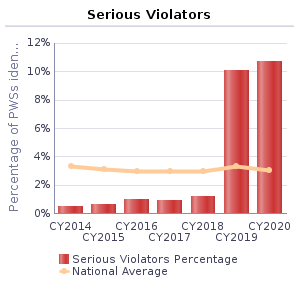 Serious Violators
Percentage of PWSs iden...
12%
10%
8%
6%
4%
2%
0%
CY2014
CY2015
CY2016
CY2017
CY2018
CY2019
CY2020
Serious Violators Percentage
National Average